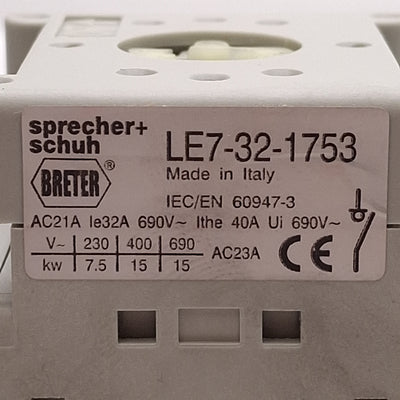 sprecher+
schuh
LE7-32-1753
BRETER®
Made in Italy
IEC/EN 60947-3
AC21A Ie32A 690V~ Ithe 40A Ui 690V~
V~ 230 400 690
kw 7.5 15 15
AC23A CE